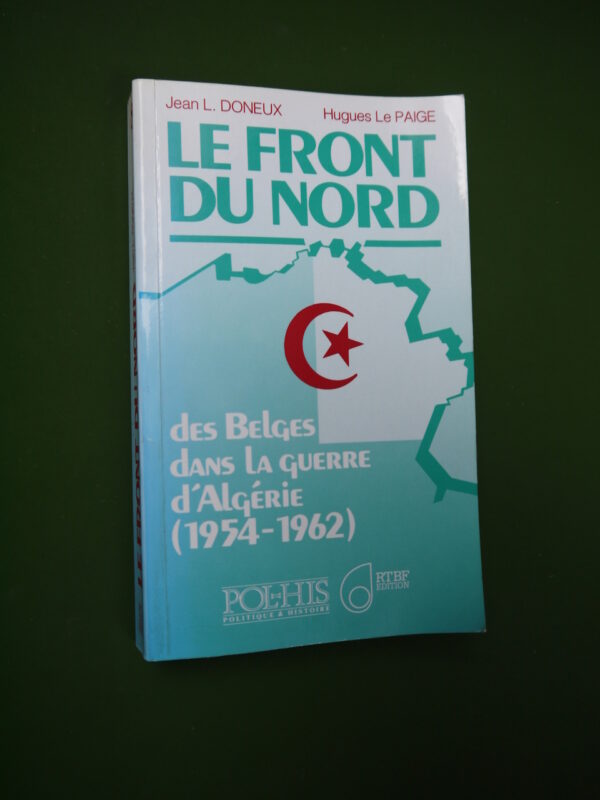 Jean L. DONEUX Hugues Le PAIGE
LE FRONT
DU NORD
des Belges
dans la guerre
d'Algérie
(1954-1962)
POL-HIS
POLITIQUE & HISTOIRE
RTBF
EDITION